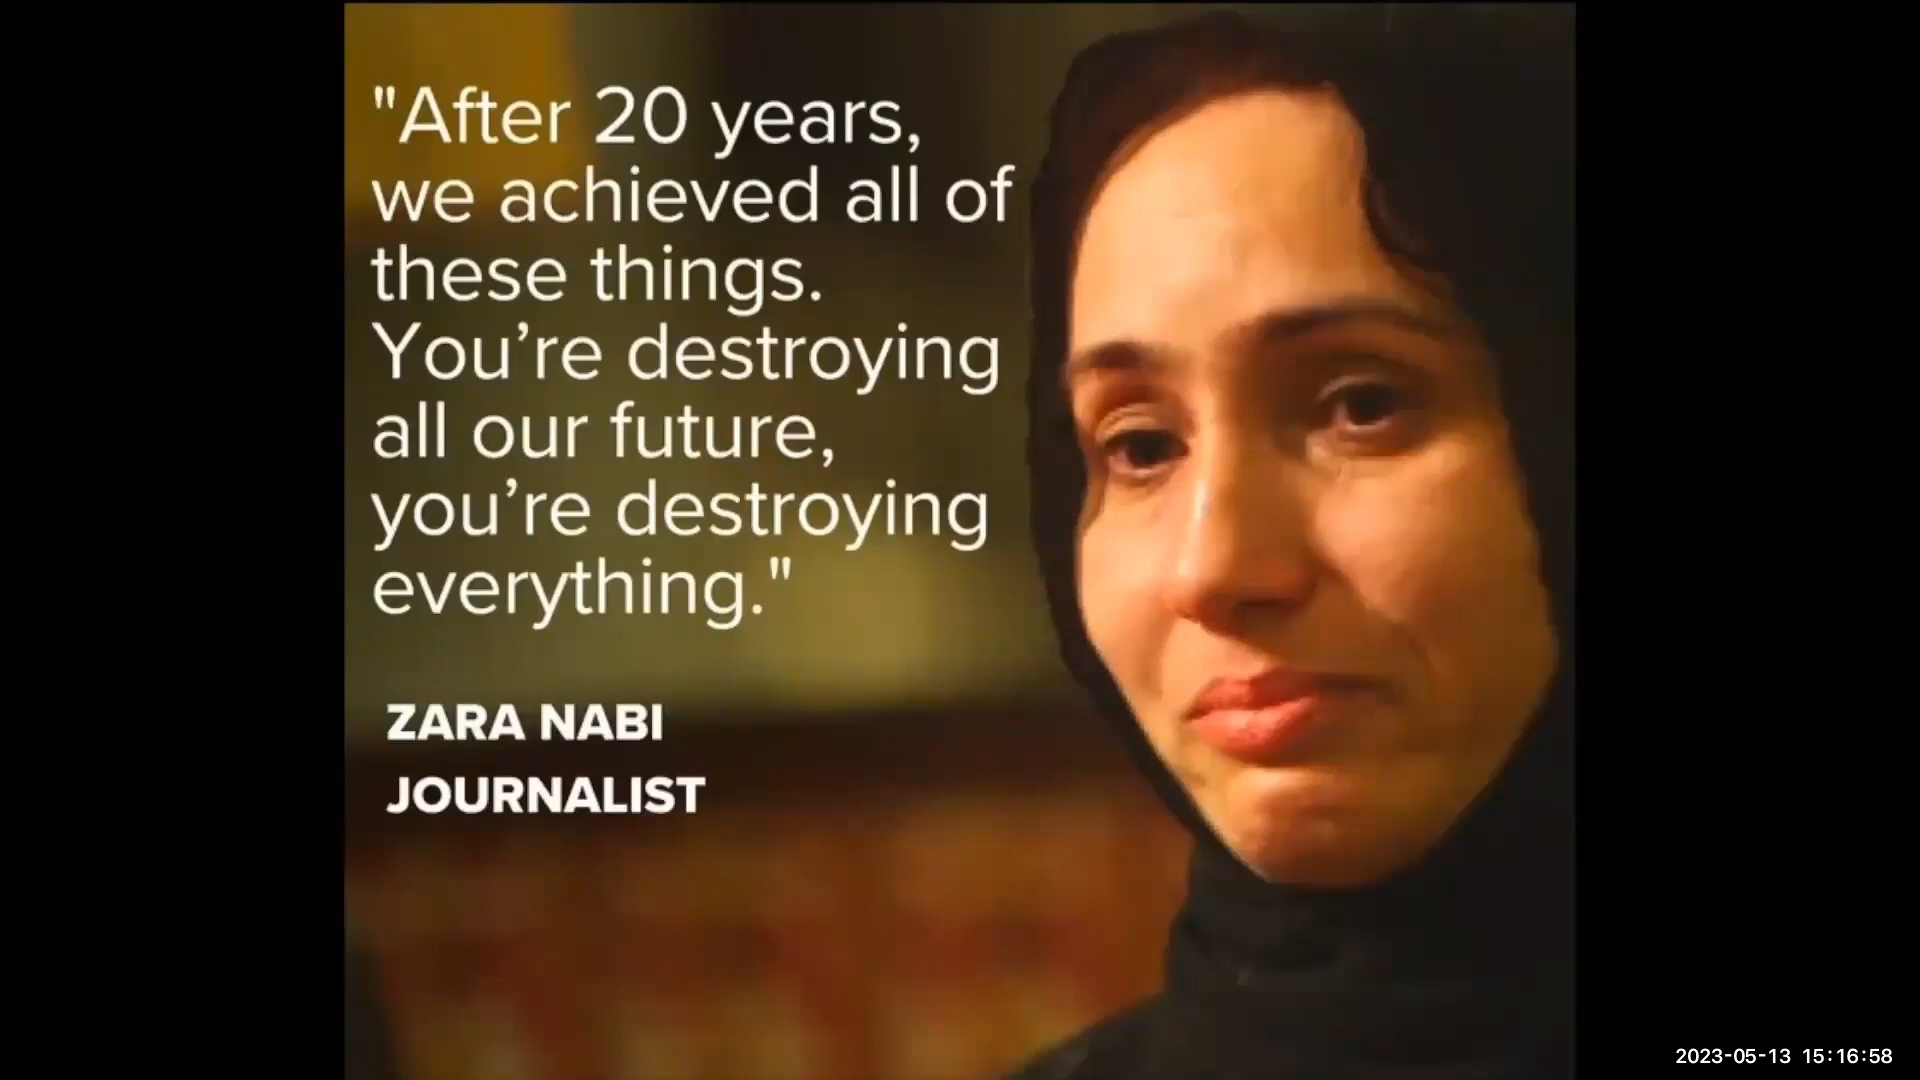 "After 20 years,
we achieved all of
these things.
You’re destroying
all our future,
you’re destroying
everything."
ZARA NABI
JOURNALIST
2023-05-13 15:16:58